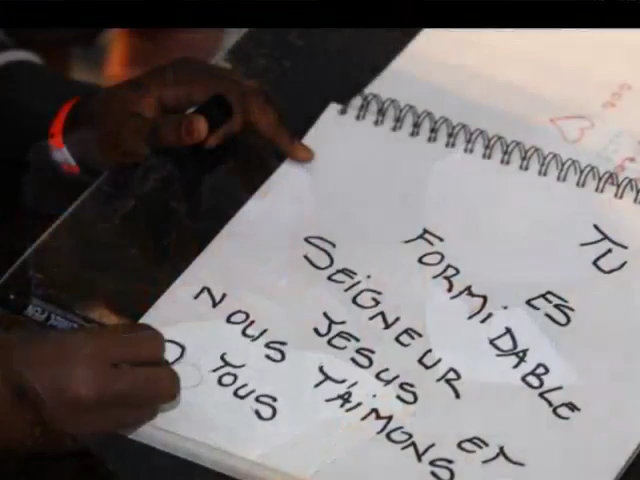 TU
ES
FORMIDABLE
SEIGNEUR
JESUS ET
NOUS T'AIMONS
TOUS